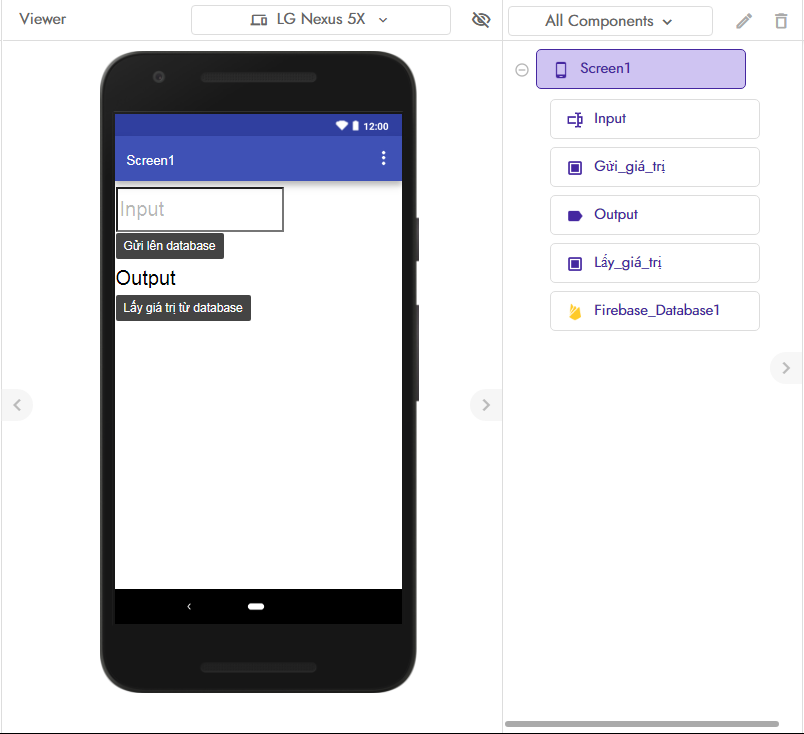 Viewer
LG Nexus 5X
All Components
12:00
Screen1
Input
Gửi lên database
Output
Lấy giá trị từ database
Screen1
Input
Gửi_giá_trị
Output
Lấy_giá_trị
Firebase_Database1